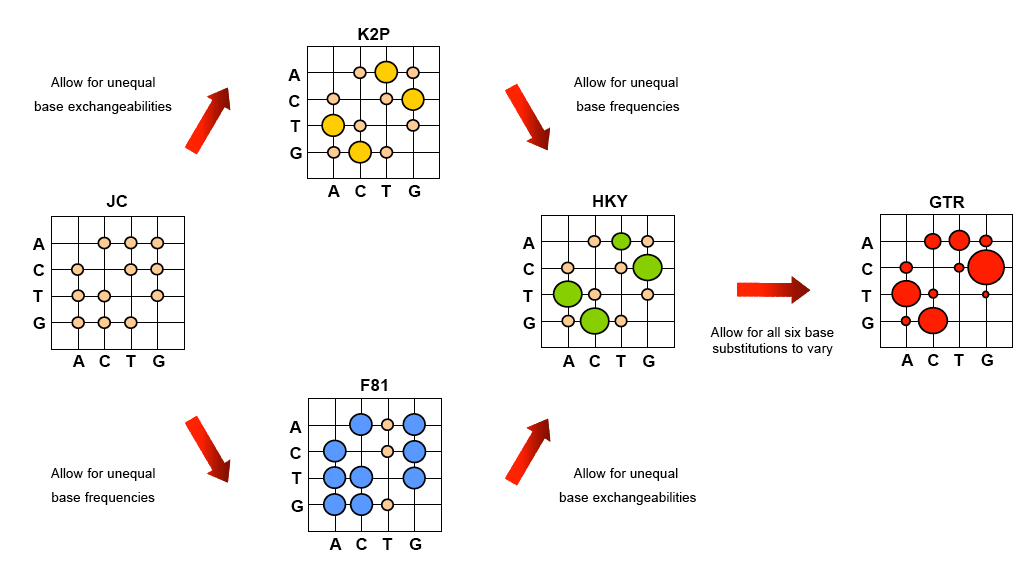 K2P
A
C
T
G
A C T G
Allow for unequal
base exchangeabilities
Allow for unequal
base frequencies
JC
A
C
T
G
A C T G
HKY
A
C
T
G
A C T G
GTR
A
C
T
G
A C T G
Allow for all six base
substitutions to vary
F81
A
C
T
G
A C T G
Allow for unequal
base frequencies
Allow for unequal
base exchangeabilities